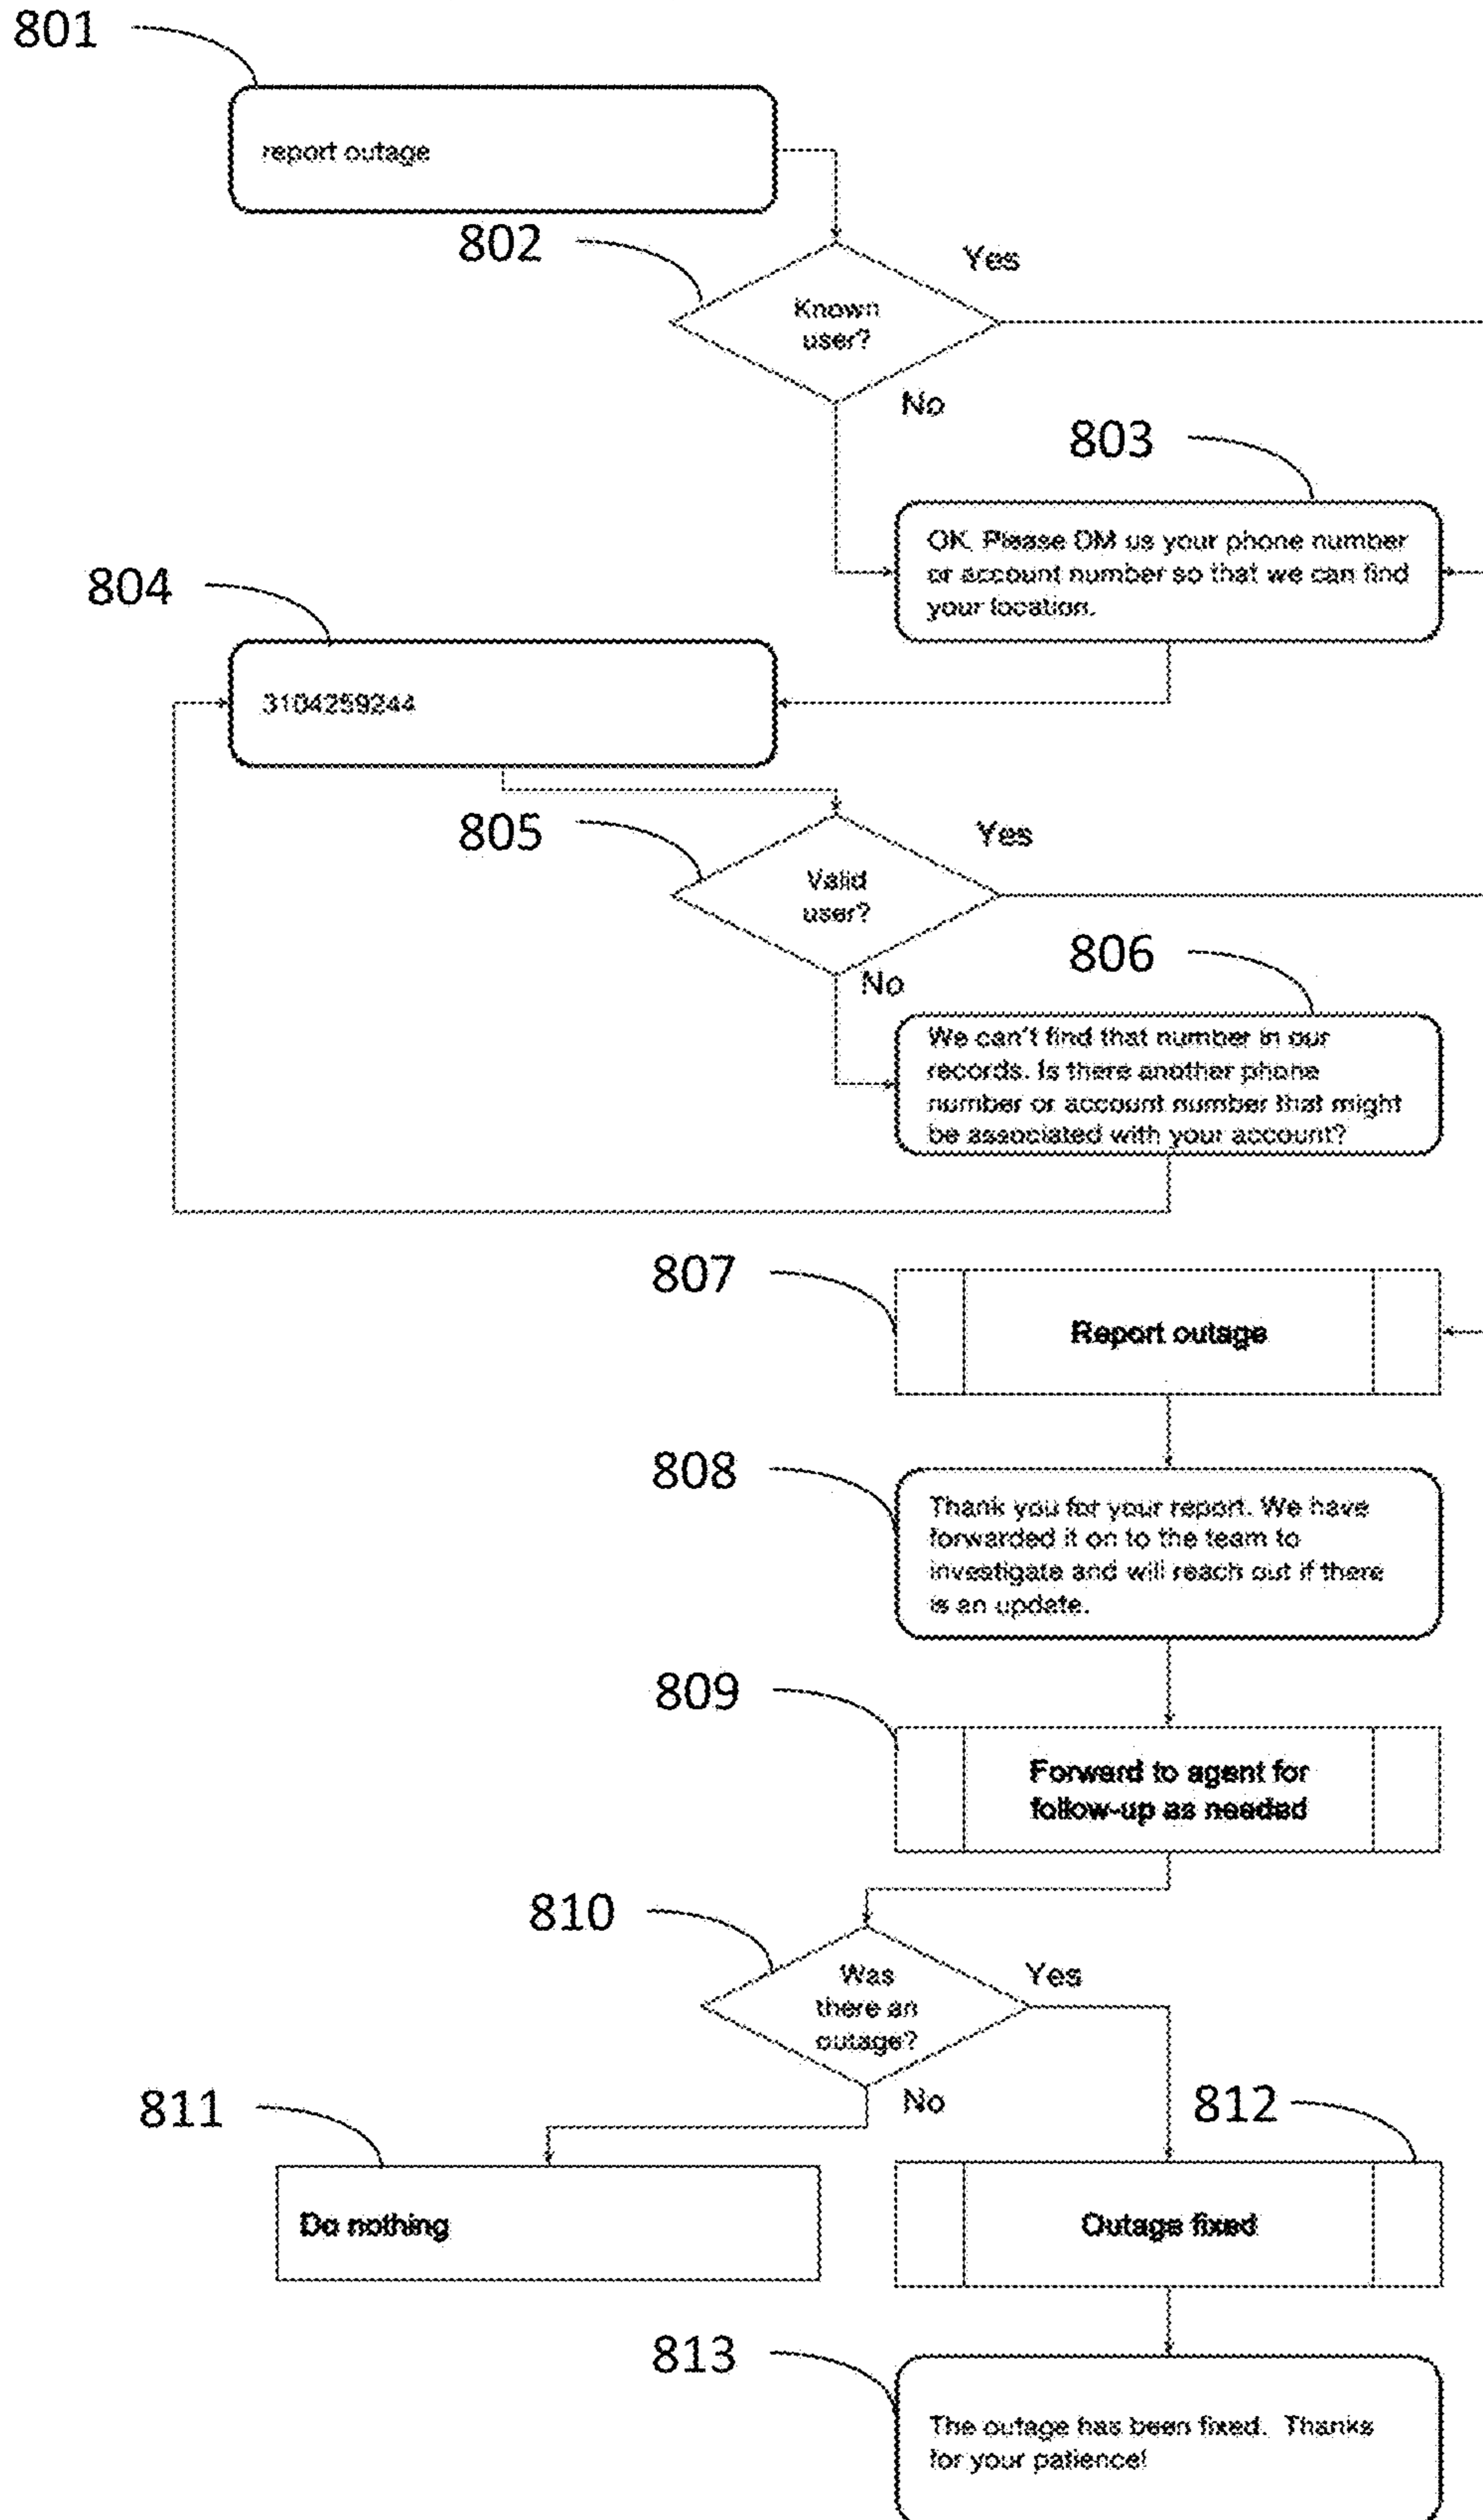 801
report outage
802
Yes
Known
user?
No
803
OK. Please DM us your phone number
or account number so that we can find
your location.
804
3104259244
805
Yes
Valid
user?
No
806
We can't find that number in our
records. Is there another phone
number or account number that might
be associated with your account?
807
Report outage
808
Thank you for your report. We have
forwarded it on to the team to
investigate and will reach out if there
is an update.
809
Forward to agent for
follow-up as needed
810
Was
there an
outage?
Yes
No
811
812
Do nothing
Outage fixed
813
The outage has been fixed. Thanks
for your patience!